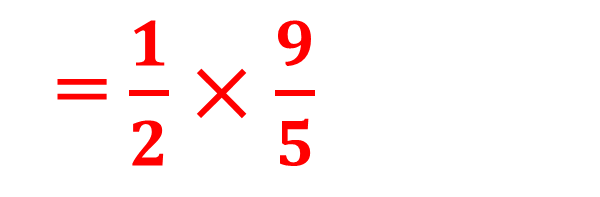 = 1/2 × 9/5